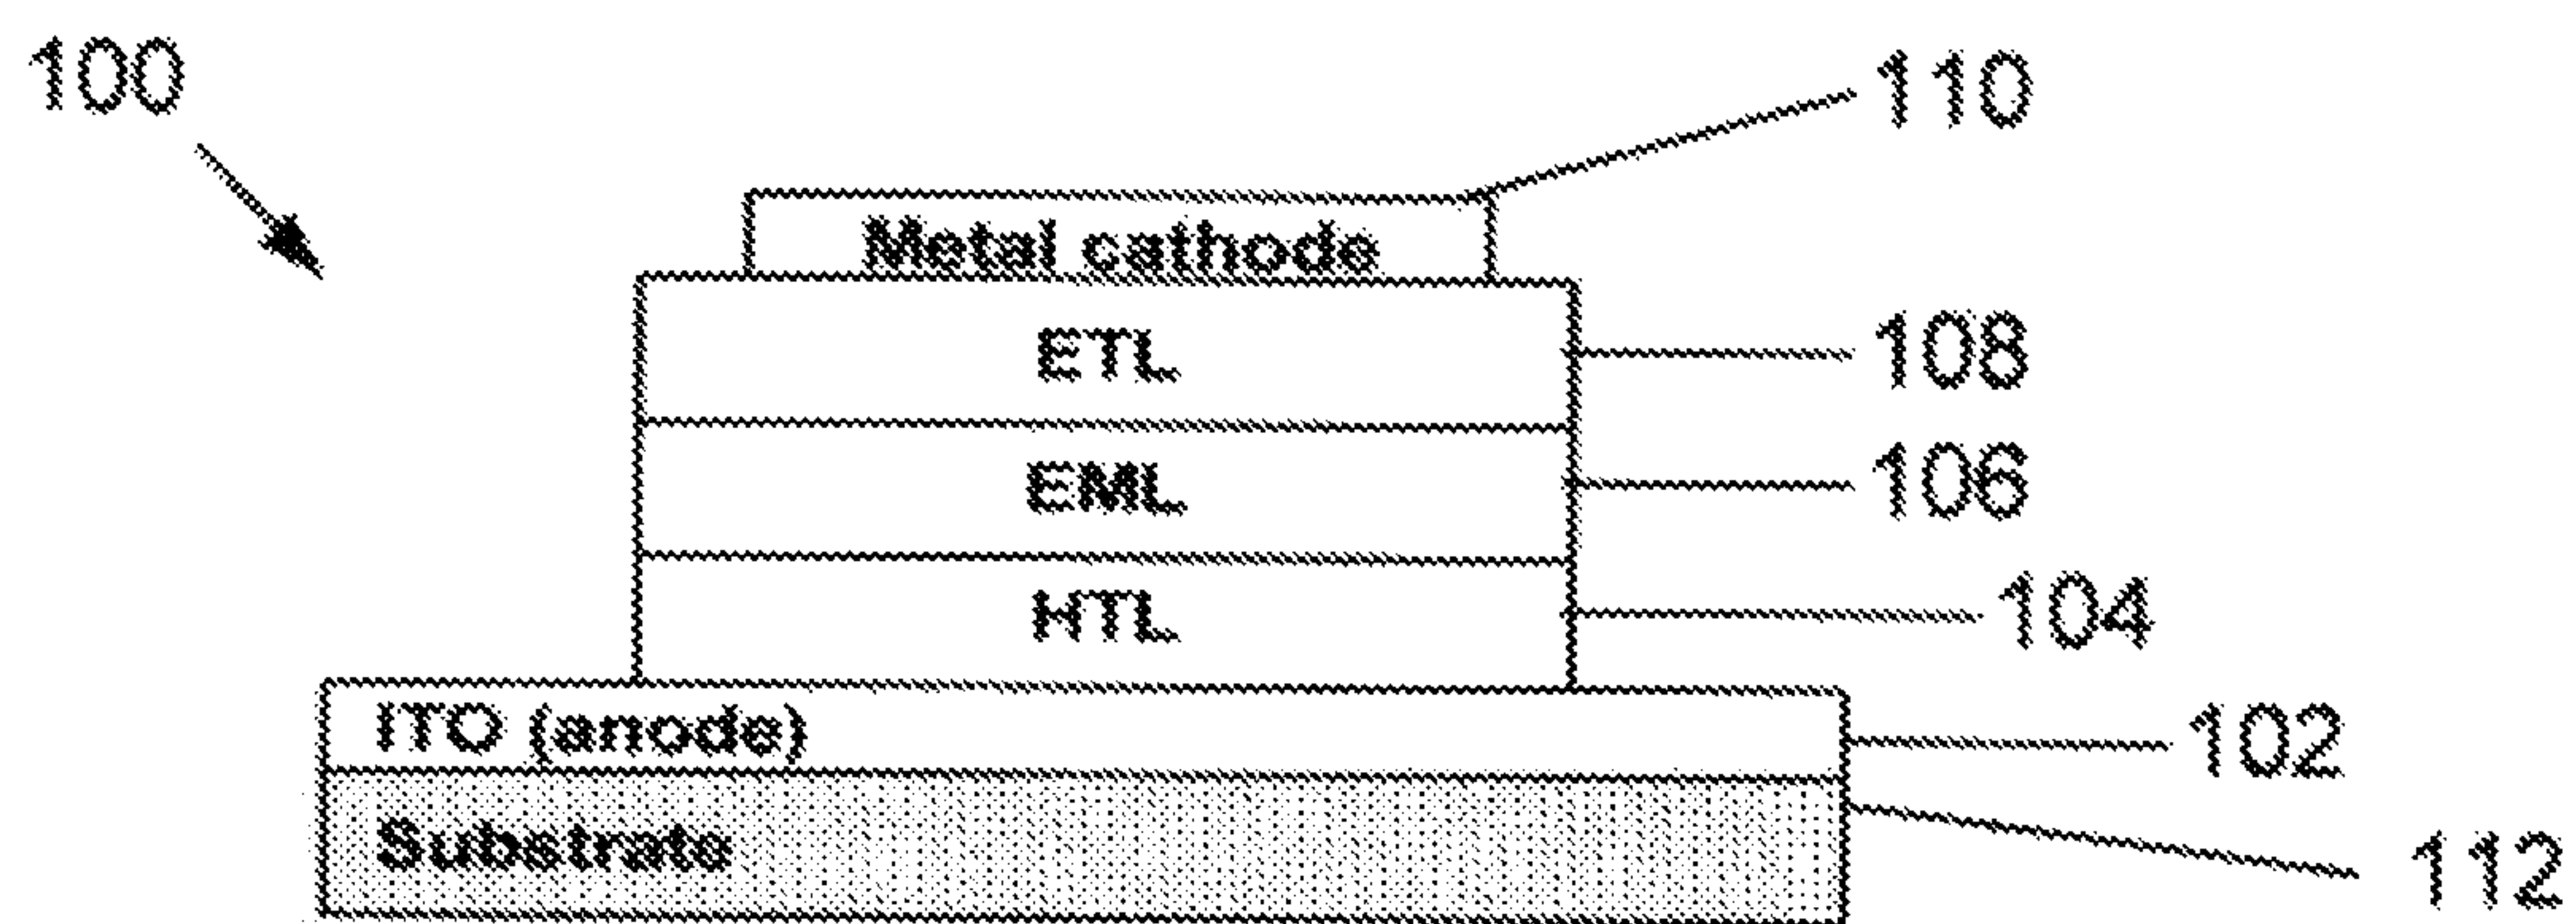 100
110
Metal cathode
ETL
108
EML
106
HTL
104
ITO (anode)
102
Substrate
112